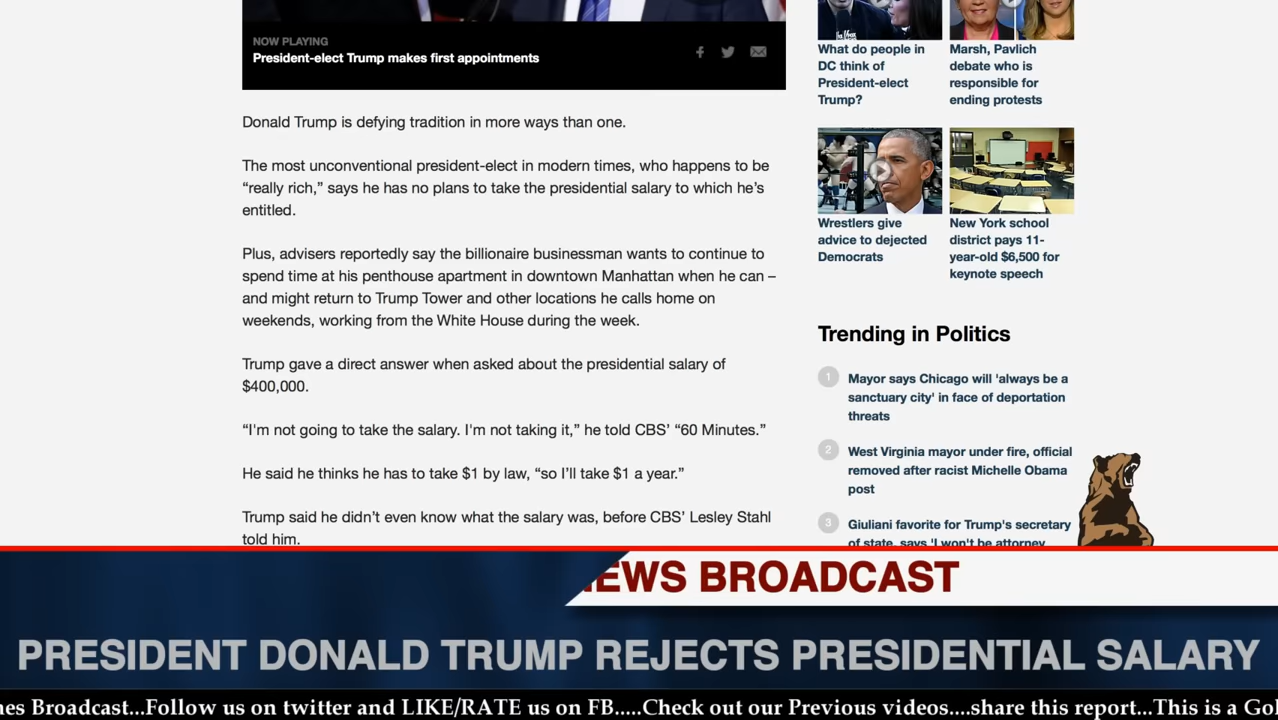 NOW PLAYING
President-elect Trump makes first appointments
Donald Trump is defying tradition in more ways than one.
The most unconventional president-elect in modern times, who happens to be
“really rich,” says he has no plans to take the presidential salary to which he’s
entitled.
Plus, advisers reportedly say the billionaire businessman wants to continue to
spend time at his penthouse apartment in downtown Manhattan when he can –
and might return to Trump Tower and other locations he calls home on
weekends, working from the White House during the week.
Trump gave a direct answer when asked about the presidential salary of
$400,000.
“I'm not going to take the salary. I'm not taking it,” he told CBS’ “60 Minutes.”
He said he thinks he has to take $1 by law, “so I’ll take $1 a year.”
Trump said he didn’t even know what the salary was, before CBS’ Lesley Stahl
told him.
What do people in
DC think of
President-elect
Trump?
Marsh, Pavlich
debate who is
responsible for
ending protests
Wrestlers give
advice to dejected
Democrats
New York school
district pays 11-
year-old $6,500 for
keynote speech
Trending in Politics
1
Mayor says Chicago will 'always be a
sanctuary city' in face of deportation
threats
2
West Virginia mayor under fire, official
removed after racist Michelle Obama
post
3
Giuliani favorite for Trump's secretary
of state, says 'I won't be attorney
EWS BROADCAST
PRESIDENT DONALD TRUMP REJECTS PRESIDENTIAL SALARY
nes Broadcast...Follow us on twitter and LIKE/RATE us on FB.....Check out our Previous videos....share this report...This is a Gol